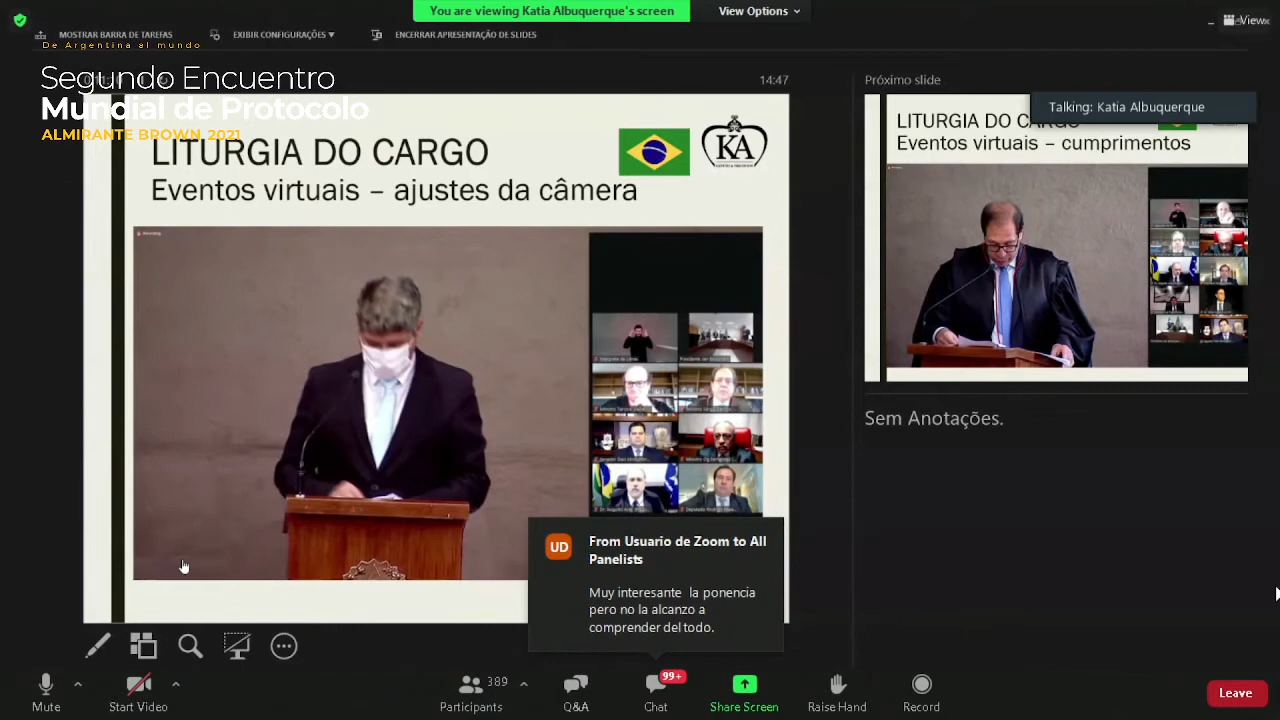 You are viewing Katia Albuquerque's screen
View Options
View
MOSTRAR BARRA DE TAREFAS
EXIBIR CONFIGURAÇÕES
ENCERRAR APRESENTAÇÃO DE SLIDES
De Argentina al mundo
Segundo Encuentro
Mundial de Protocolo
ALMIRANTE BROWN, 2021
14:47
Próximo slide
Talking: Katia Albuquerque
LITURGIA DO CARGO
Eventos virtuais – ajustes da câmera
KA
LITURGIA DO CARGO
Eventos virtuais – cumprimentos
Sem Anotações.
UD
From Usuario de Zoom to All
Panelists
Muy interesante la ponencia
pero no la alcanzo a
comprender del todo.
Mute
Start Video
389
Participants
Q&A
99+
Chat
Share Screen
Raise Hand
Record
Leave